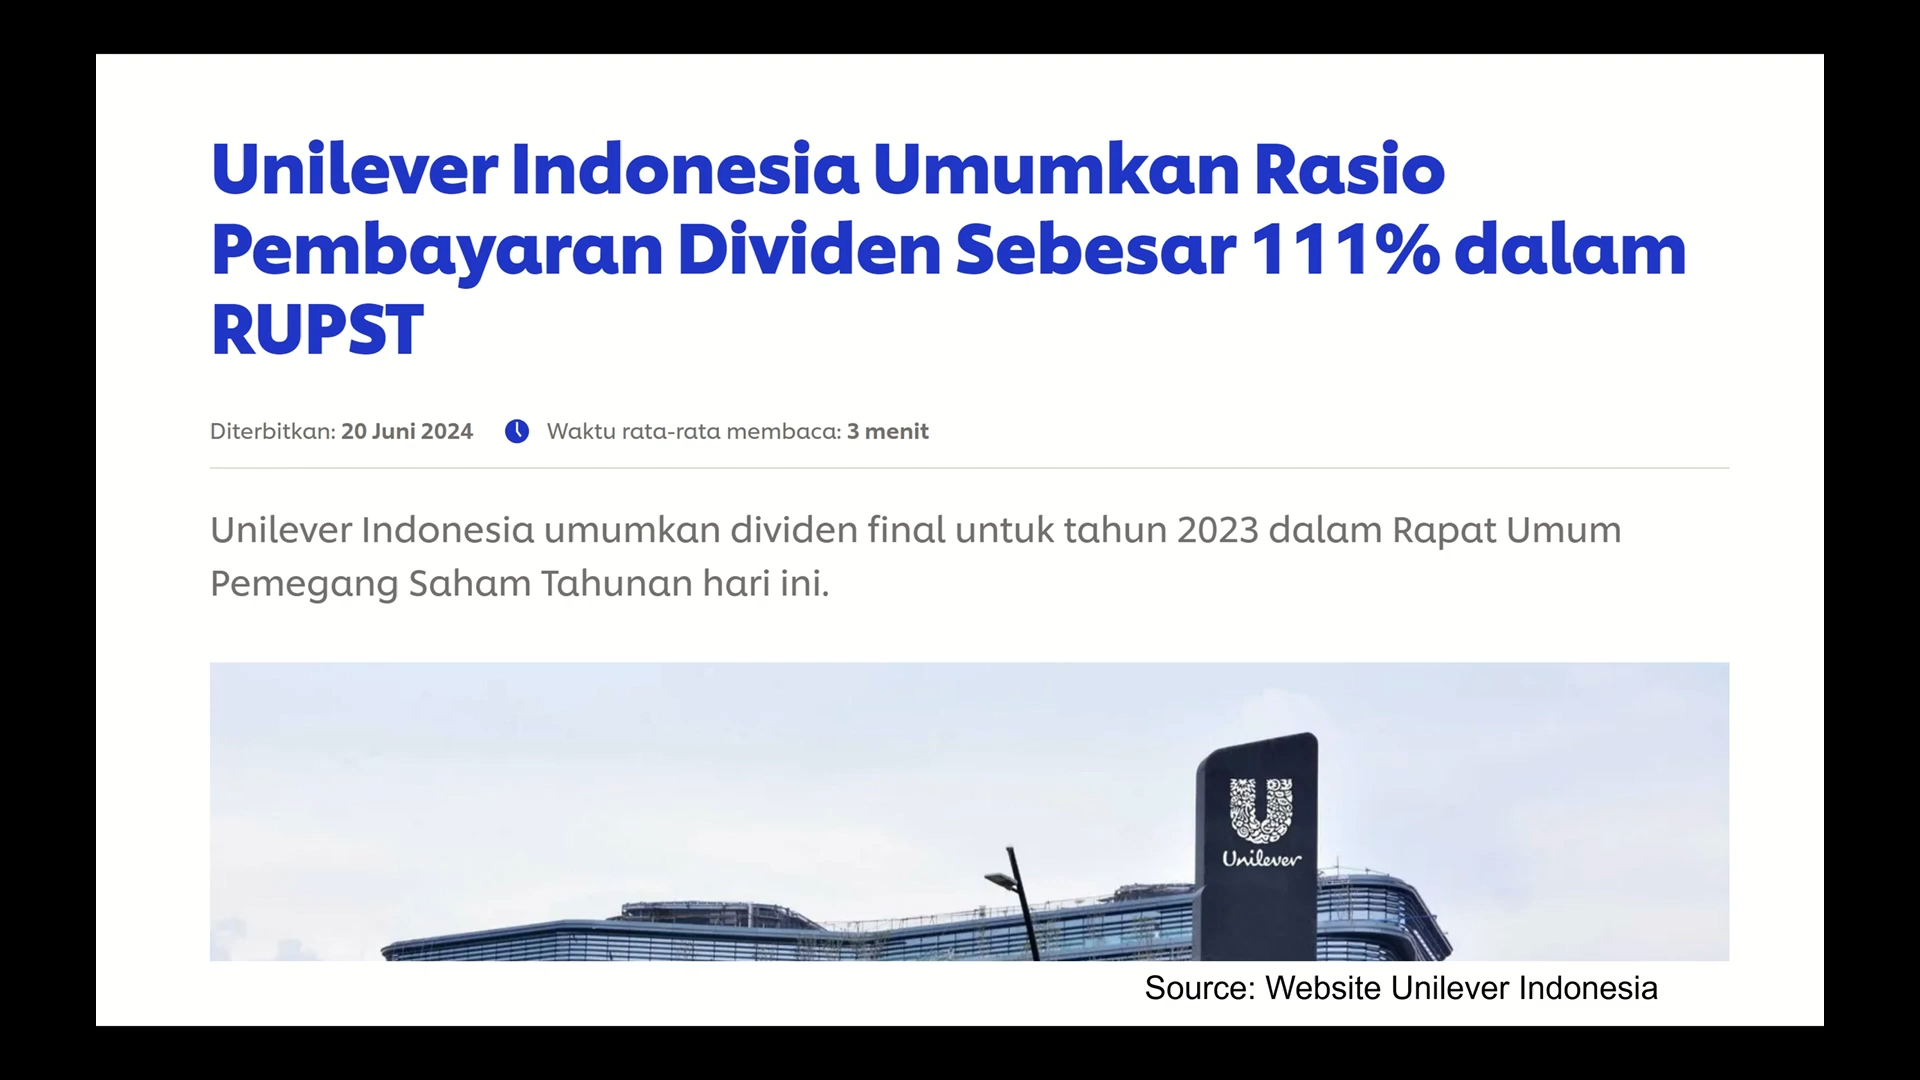 Unilever Indonesia Umumkan Rasio
Pembayaran Dividen Sebesar 111% dalam
RUPST
Diterbitkan: 20 Juni 2024 Waktu rata-rata membaca: 3 menit
Unilever Indonesia umumkan dividen final untuk tahun 2023 dalam Rapat Umum
Pemegang Saham Tahunan hari ini.
Unilever
Source: Website Unilever Indonesia